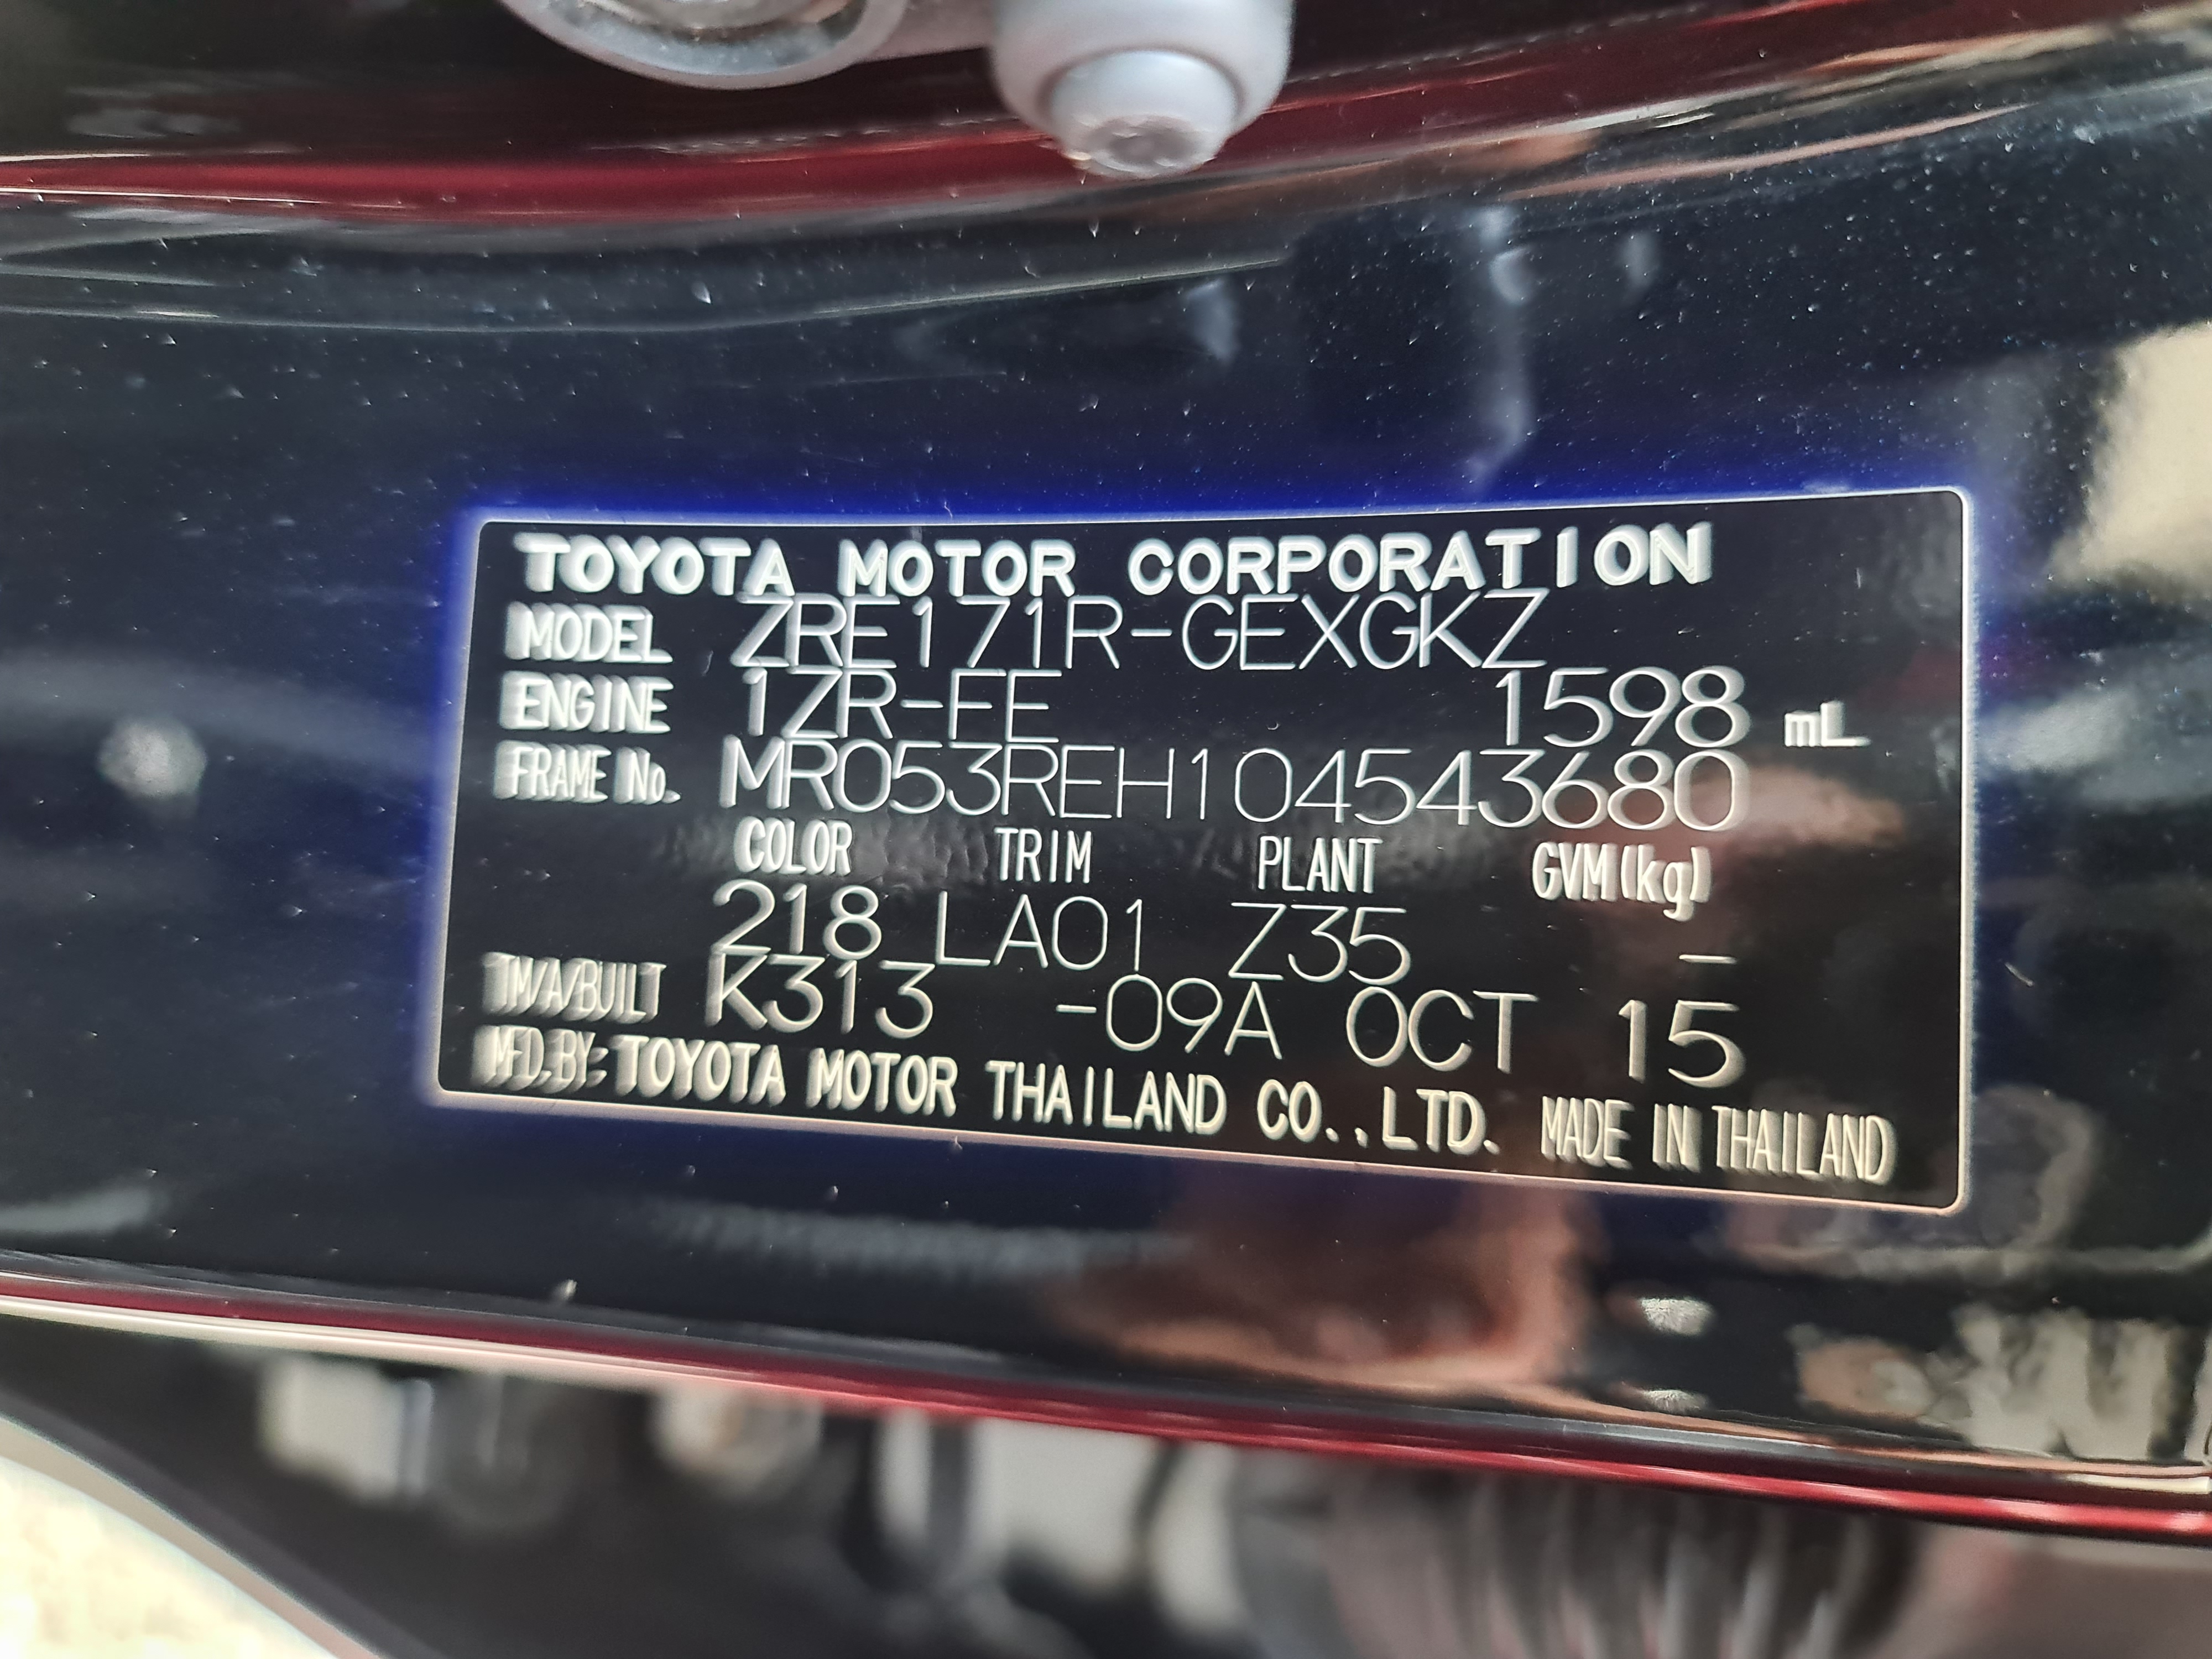 TOYOTA MOTOR CORPORATION
MODEL ZRE171R-GEXGKZ
ENGINE 1ZR-FE 1598 mL
FRAME No. MR053REH104543680
COLOR TRIM PLANT GVM(kg)
218 LA01 Z35 –
TM/A/BUILT K313 -09A OCT 15
MFD.BY: TOYOTA MOTOR THAILAND CO.,LTD. MADE IN THAILAND